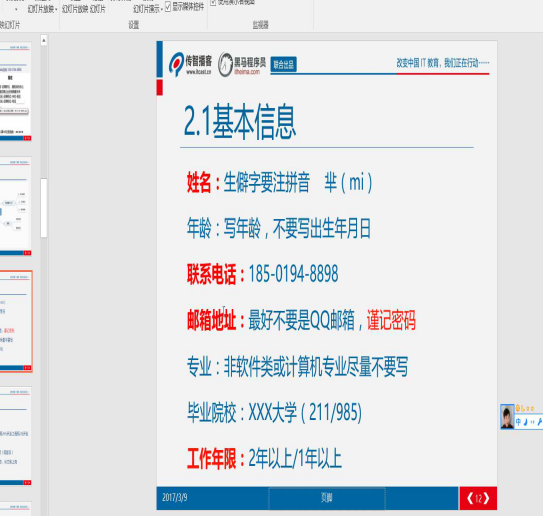 幻灯片放映
幻灯片放映 幻灯片
幻灯片演示
显示媒体控件
使用演示者视图
设置
监视器
传智播客
www.itcast.cn
黑马程序员
itheima.com
联合出品
改变中国 IT 教育，我们正在行动······
2.1基本信息
姓名：生僻字要注拼音 芈（mi）
年龄：写年龄，不要写出生年月日
联系电话：185-0194-8898
邮箱地址：最好不要是QQ邮箱，谨记密码
专业：非软件类或计算机专业尽量不要写
毕业院校：XXX大学（211/985)
工作年限：2年以上/1年以上
2017/3/9
页脚
12
中